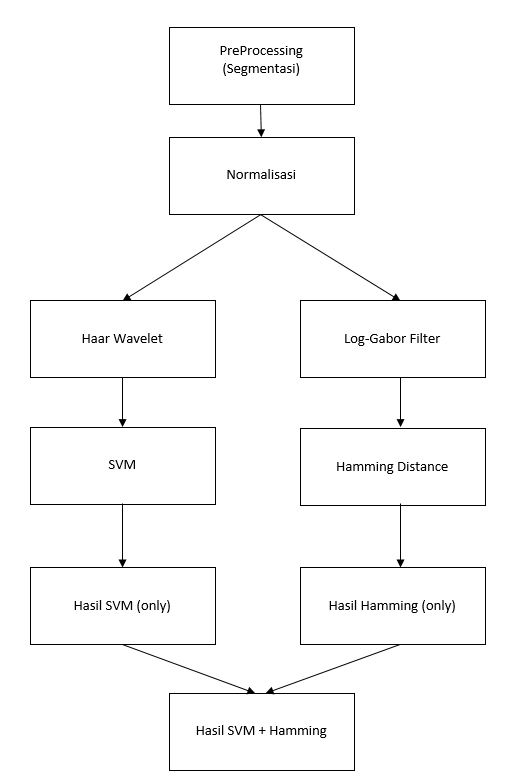 PreProcessing
(Segmentasi)
Normalisasi
Haar Wavelet
Log-Gabor Filter
SVM
Hamming Distance
Hasil SVM (only)
Hasil Hamming (only)
Hasil SVM + Hamming